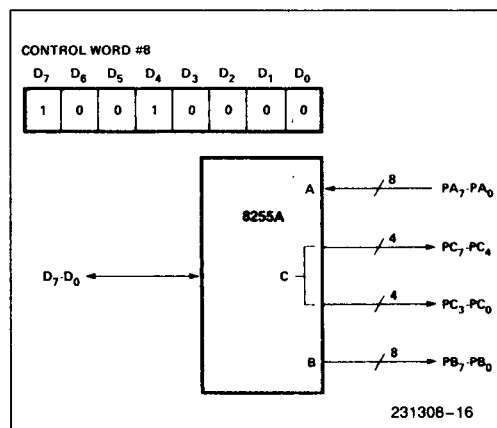 CONTROL WORD #8
D7 D6 D5 D4 D3 D2 D1 D0
1 0 0 1 0 0 0 0
8255A
A
8
PA7-PA0
4
PC7-PC4
D7-D0
C
4
PC3-PC0
B
8
PB7-PB0
231308-16